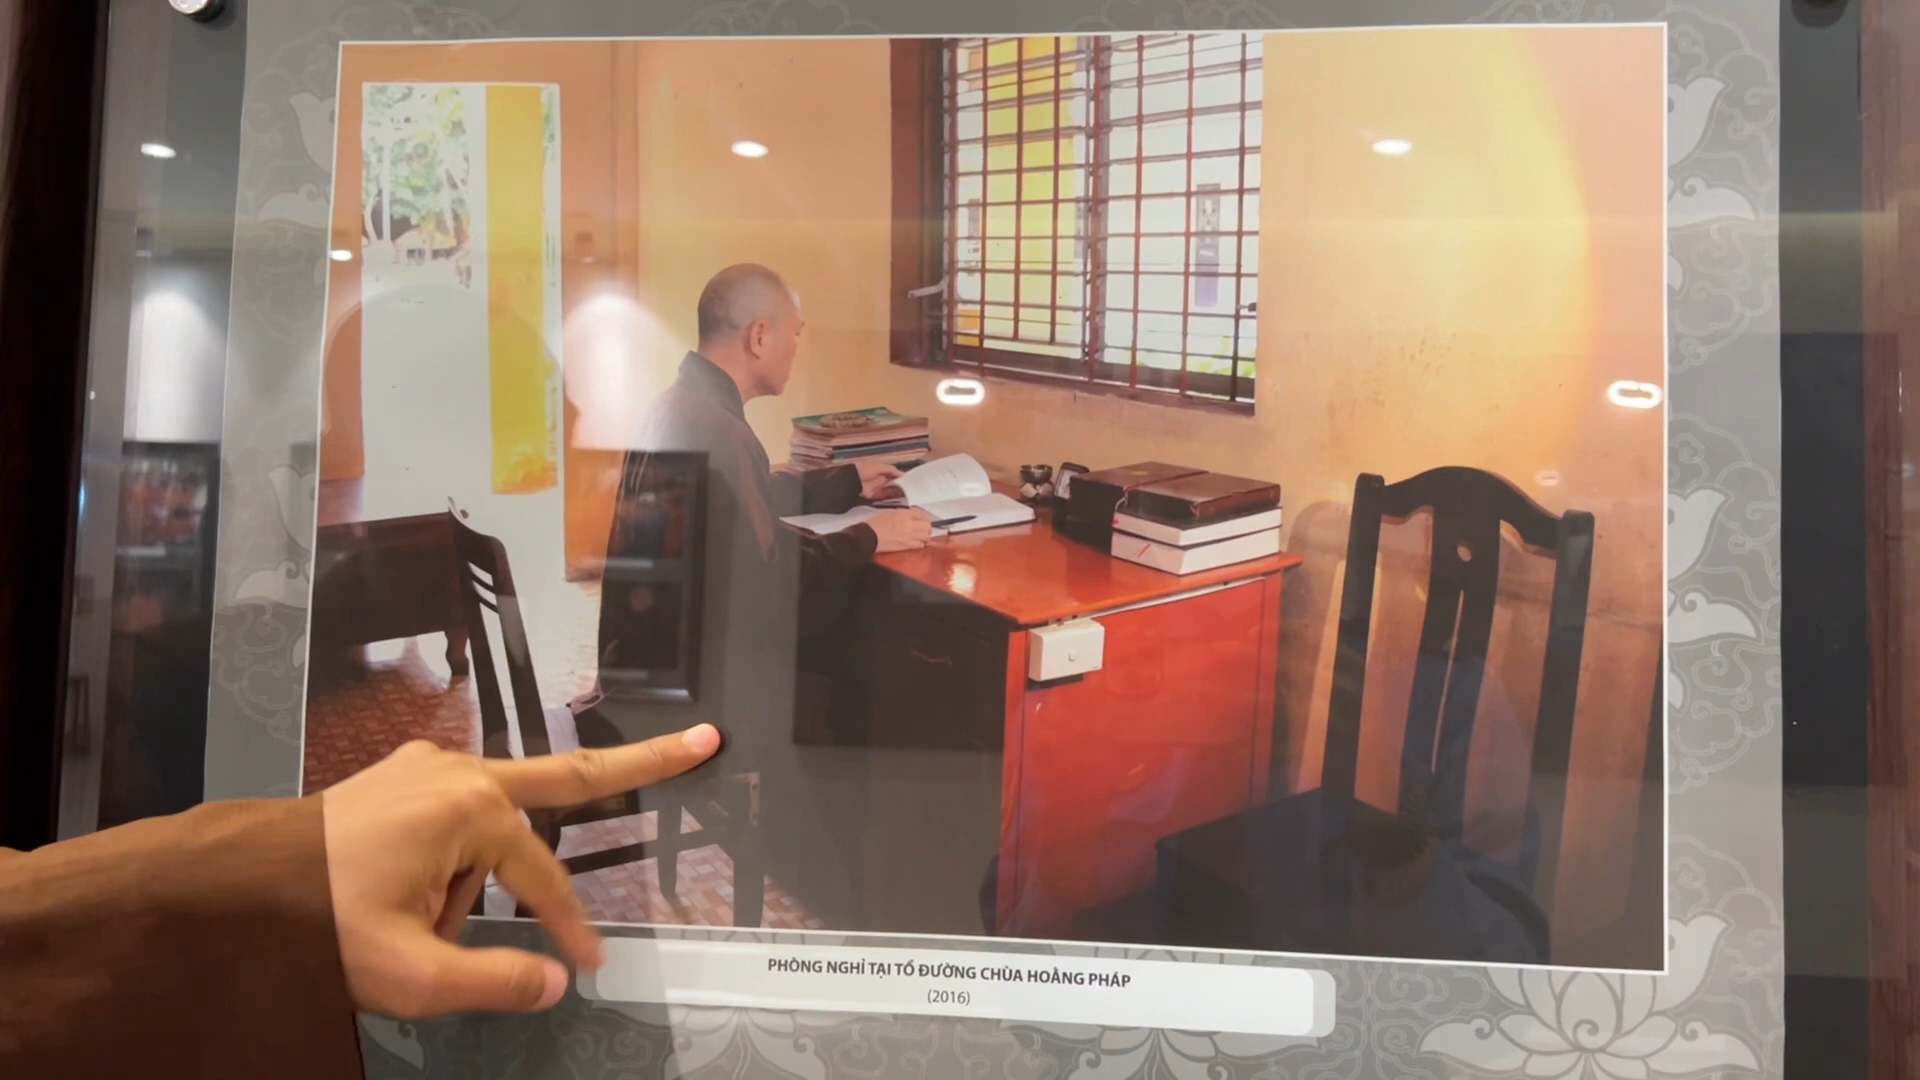 PHÒNG NGHỈ TẠI TỔ ĐƯỜNG CHÙA HOẰNG PHÁP
(2016)